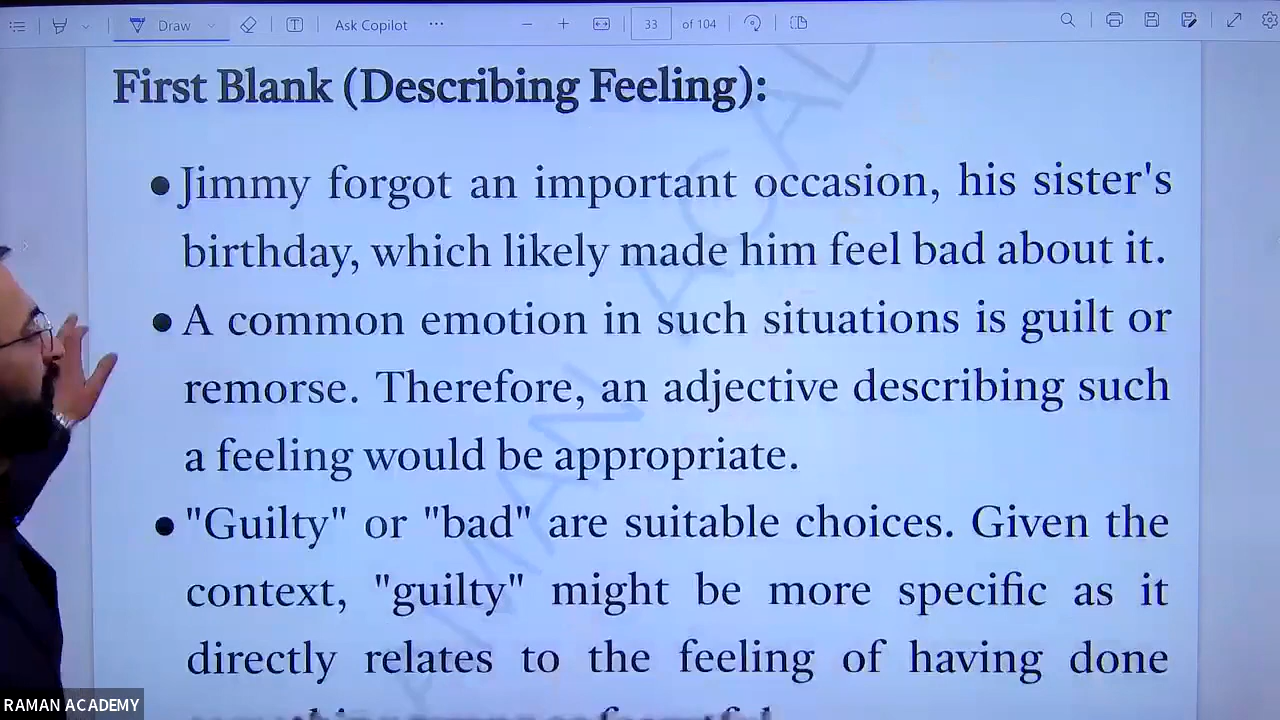 Draw
Ask Copilot
33 of 104
First Blank (Describing Feeling):
● Jimmy forgot an important occasion, his sister's
birthday, which likely made him feel bad about it.
● A common emotion in such situations is guilt or
remorse. Therefore, an adjective describing such
a feeling would be appropriate.
● "Guilty" or "bad" are suitable choices. Given the
context, "guilty" might be more specific as it
directly relates to the feeling of having done
RAMAN ACADEMY